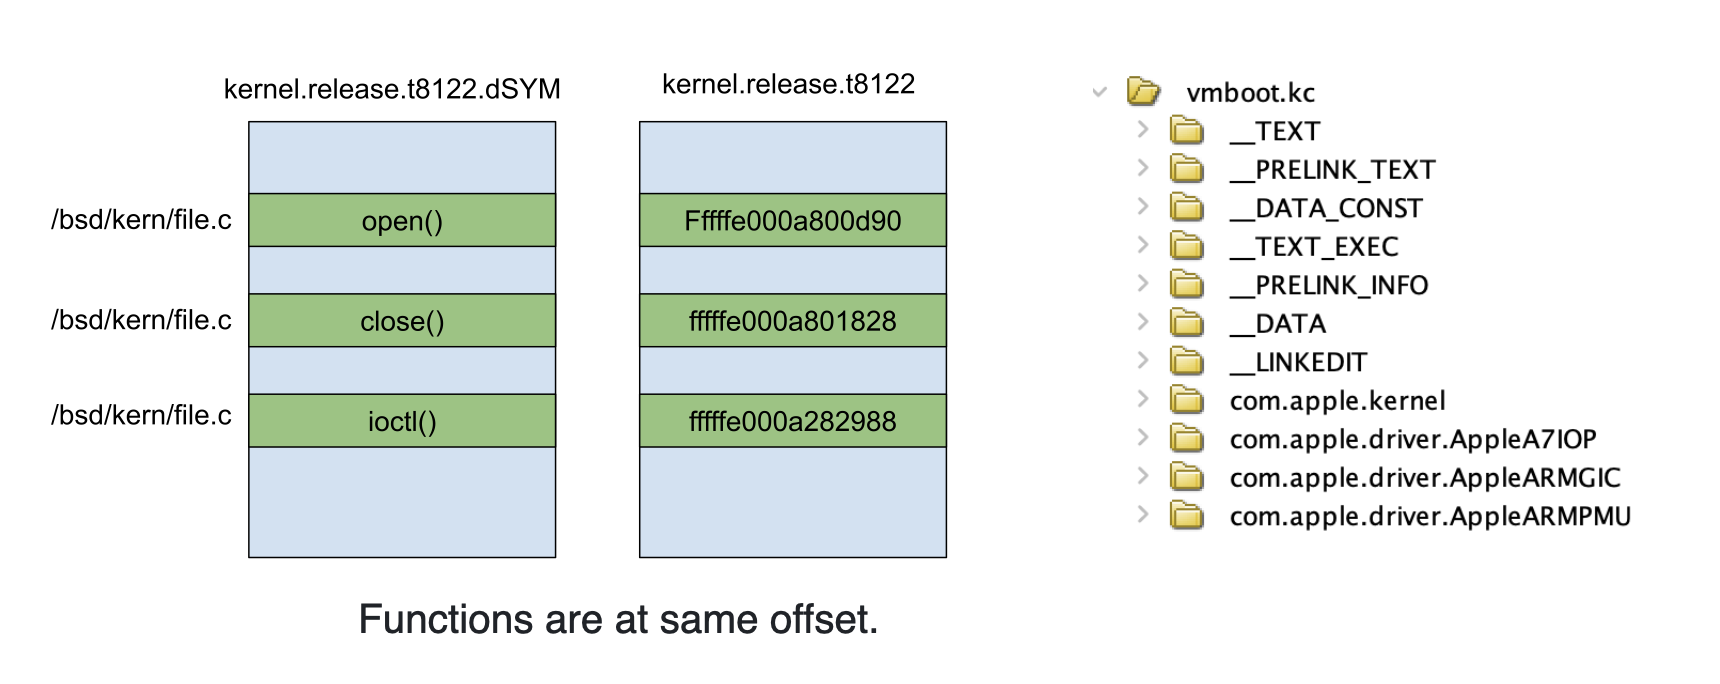 kernel.release.t8122.dSYM
kernel.release.t8122
/bsd/kern/file.c
open()
Fffffe000a800d90
/bsd/kern/file.c
close()
fffffe000a801828
/bsd/kern/file.c
ioctl()
fffffe000a282988
Functions are at same offset.
vmboot.kc
__TEXT
__PRELINK_TEXT
__DATA_CONST
__TEXT_EXEC
__PRELINK_INFO
__DATA
__LINKEDIT
com.apple.kernel
com.apple.driver.AppleA7IOP
com.apple.driver.AppleARMGIC
com.apple.driver.AppleARMPMU